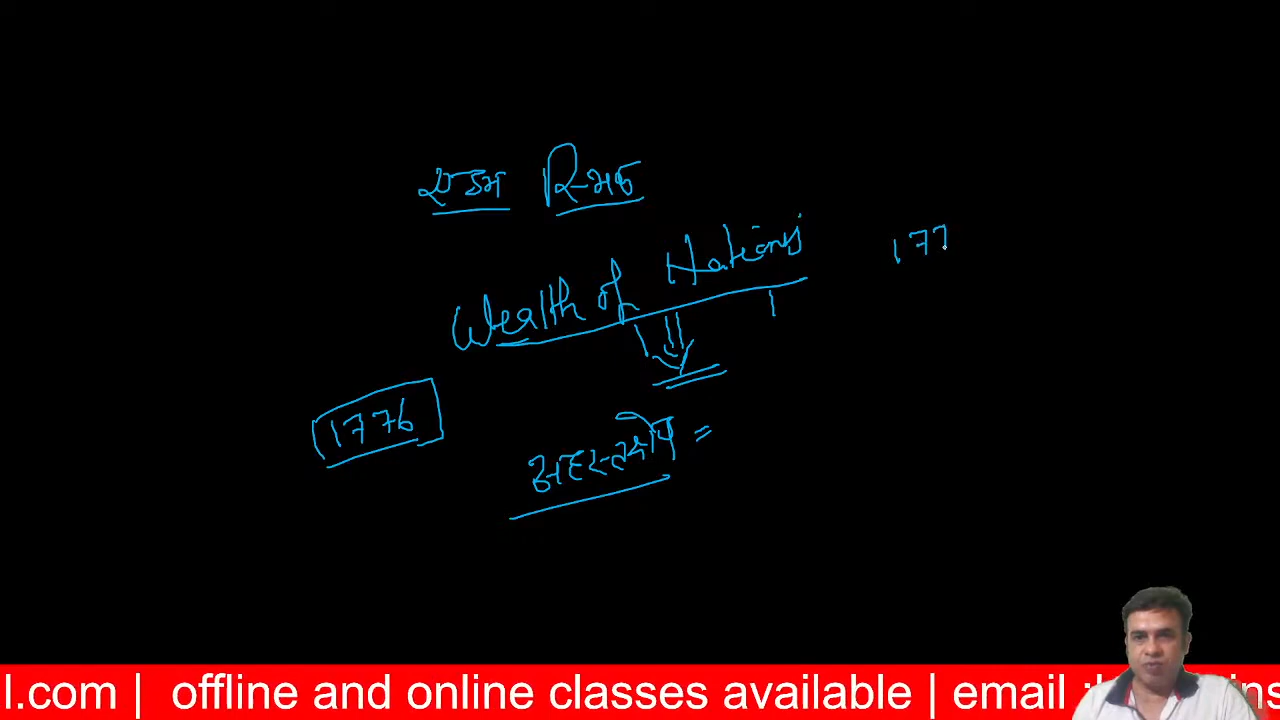 एडम स्मिथ
Wealth of Nations
177
1776
अहस्तक्षेप =
l.com | offline and online classes available | email :